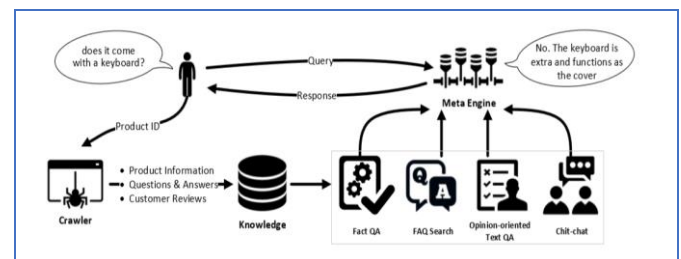 does it come
with a keyboard?
Query
Response
No. The keyboard is
extra and functions as
the cover
Meta Engine
Product ID
Crawler
• Product Information
• Questions & Answers
• Customer Reviews
Knowledge
Fact QA
Q
A
FAQ Search
Opinion-oriented
Text QA
Chit-chat